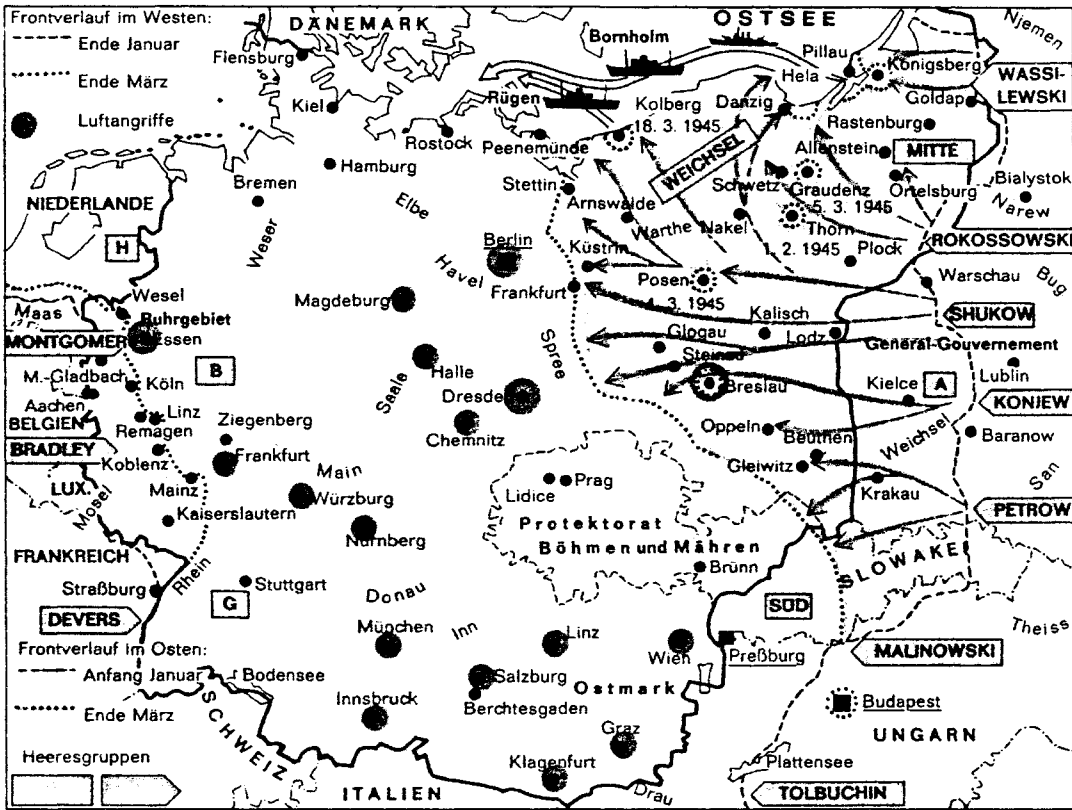 Frontverlauf im Westen:
Ende Januar
Ende März
Luftangriffe
DÄNEMARK
OSTSEE
Njemen
Bornholm
Flensburg
Pillau
Königsberg
Hela
WASSI-
LEWSKI
Kiel
Rügen
Kolberg
Danzig
Goldap
18. 3. 1945
Rastenburg
Rostock
Peenemünde
Allenstein
MITTE
Hamburg
WEICHSEL
Bremen
Stettin
Schwetz
Graudenz
Ortelsburg
Bialystok
NIEDERLANDE
Elbe
Arnswalde
5. 3. 1945
Narew
H
Weser
Warthe
Nakel
Thorn
Berlin
Küstrin
2. 1945
Plock
ROKOSSOWSKI
Havel
Posen
Warschau
Bug
Wesel
Magdeburg
Frankfurt
4. 3. 1945
Maas
Ruhrgebiet
Kalisch
SHUKOW
MONTGOMER
Essen
Spree
Glogau
Lodz
General-Gouvernement
M.-Gladbach
B
Halle
Steinau
Lublin
Köln
Saale
Dresden
Breslau
Kielce
A
Aachen
Linz
Ziegenberg
KONJEW
BELGIEN
Remagen
Chemnitz
Oppeln
Beuthen
Weichsel
Baranow
BRADLEY
Koblenz
Frankfurt
Gleiwitz
Main
LUX.
Mainz
Würzburg
Lidice
Prag
Krakau
San
Mosel
Kaiserslautern
Protektorat
PETROW
Nürnberg
Böhmen und Mähren
FRANKREICH
Brünn
SLOWAKEI
Rhein
Straßburg
Stuttgart
Donau
G
SÜD
DEVERS
München
Inn
Linz
Wien
Preßburg
Theiss
MALINOWSKI
Frontverlauf im Osten:
Anfang Januar
Bodensee
Salzburg
Ostmark
Ende März
SCHWEIZ
Innsbruck
Berchtesgaden
Budapest
Graz
UNGARN
Heeresgruppen
Klagenfurt
Plattensee
ITALIEN
Drau
TOLBUCHIN